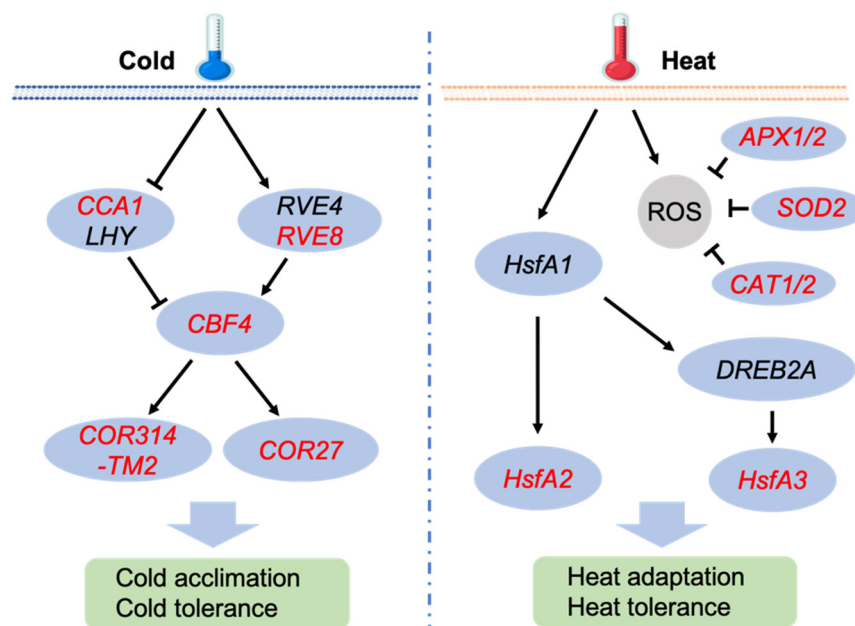 Cold
CCA1
LHY
RVE4
RVE8
CBF4
COR314
-TM2
COR27
Cold acclimation
Cold tolerance
Heat
APX1/2
ROS
SOD2
HsfA1
CAT1/2
DREB2A
HsfA2
HsfA3
Heat adaptation
Heat tolerance